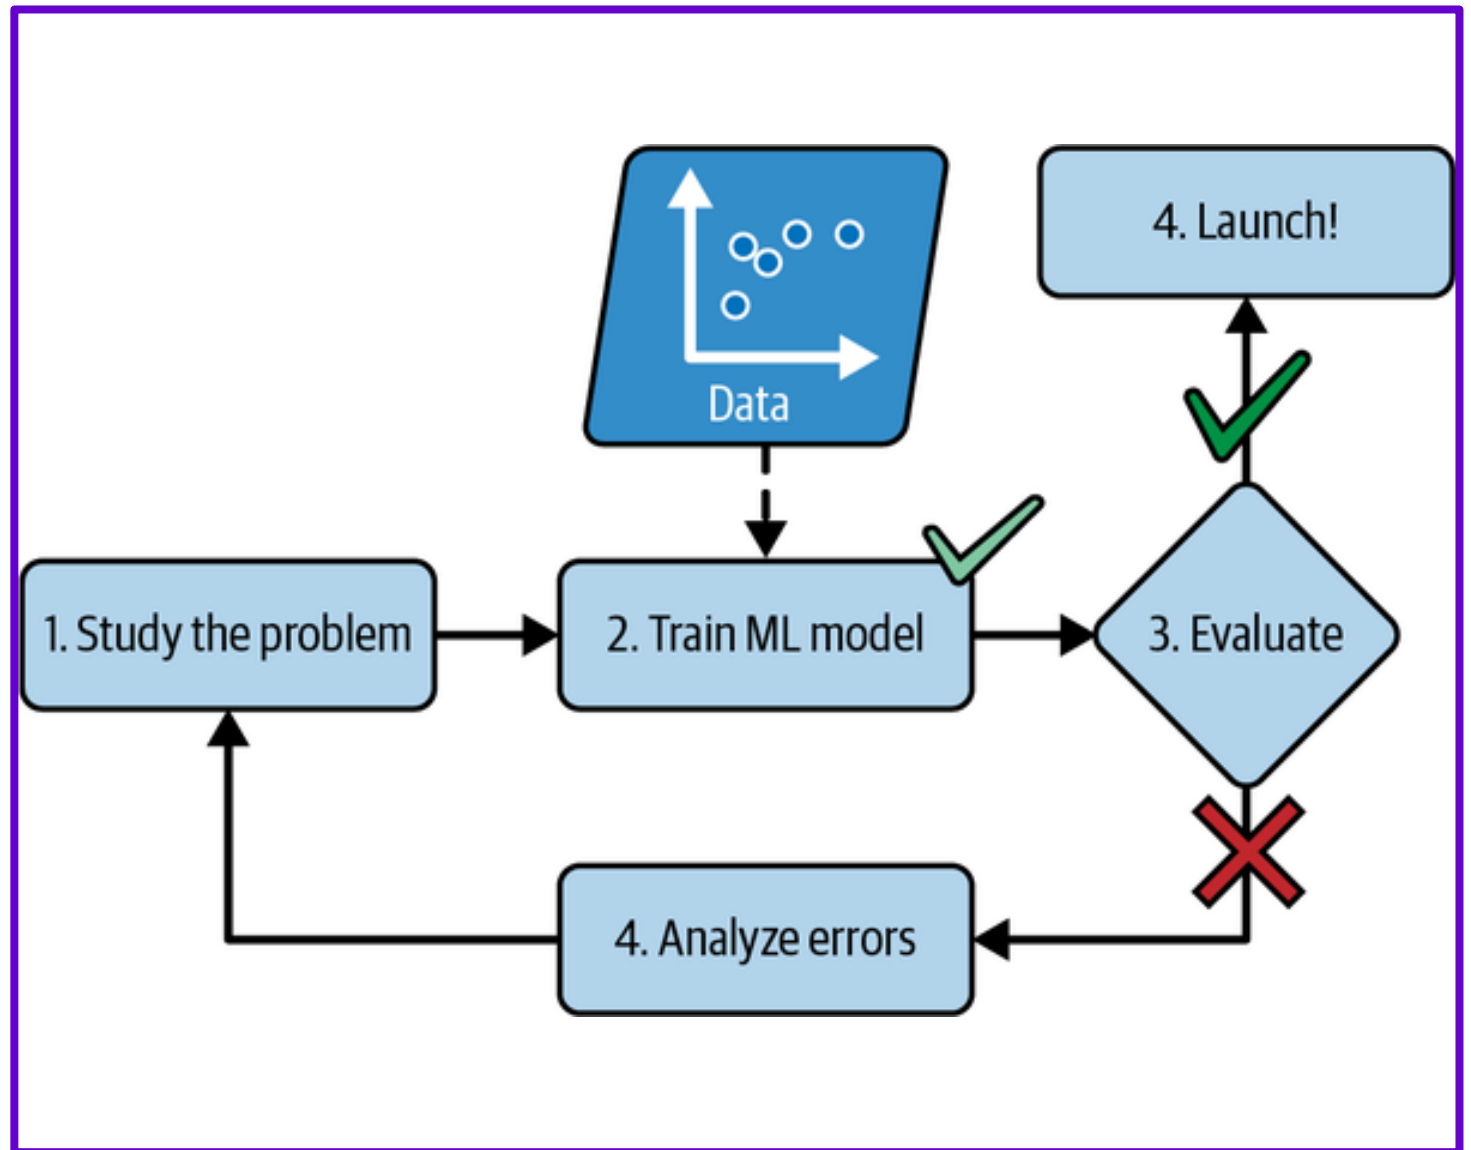 4. Launch!
Data
1. Study the problem
2. Train ML model
3. Evaluate
4. Analyze errors